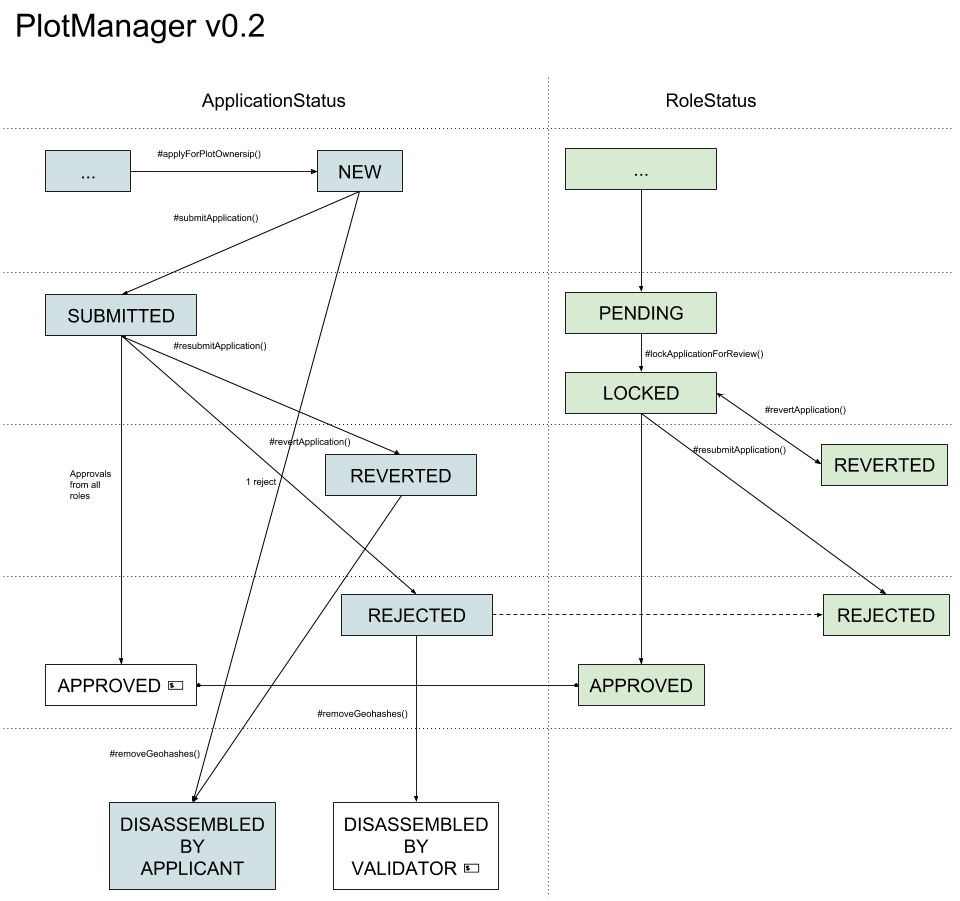 PlotManager v0.2
ApplicationStatus
RoleStatus
...
#applyForPlotOwnersip()
NEW
...
#submitApplication()
SUBMITTED
PENDING
#resubmitApplication()
#lockApplicationForReview()
LOCKED
#revertApplication()
#revertApplication()
#resubmitApplication()
REVERTED
REVERTED
Approvals
from all
roles
1 reject
REJECTED
REJECTED
APPROVED
$
APPROVED
#removeGeohashes()
#removeGeohashes()
DISASSEMBLED
BY
APPLICANT
DISASSEMBLED
BY
VALIDATOR $